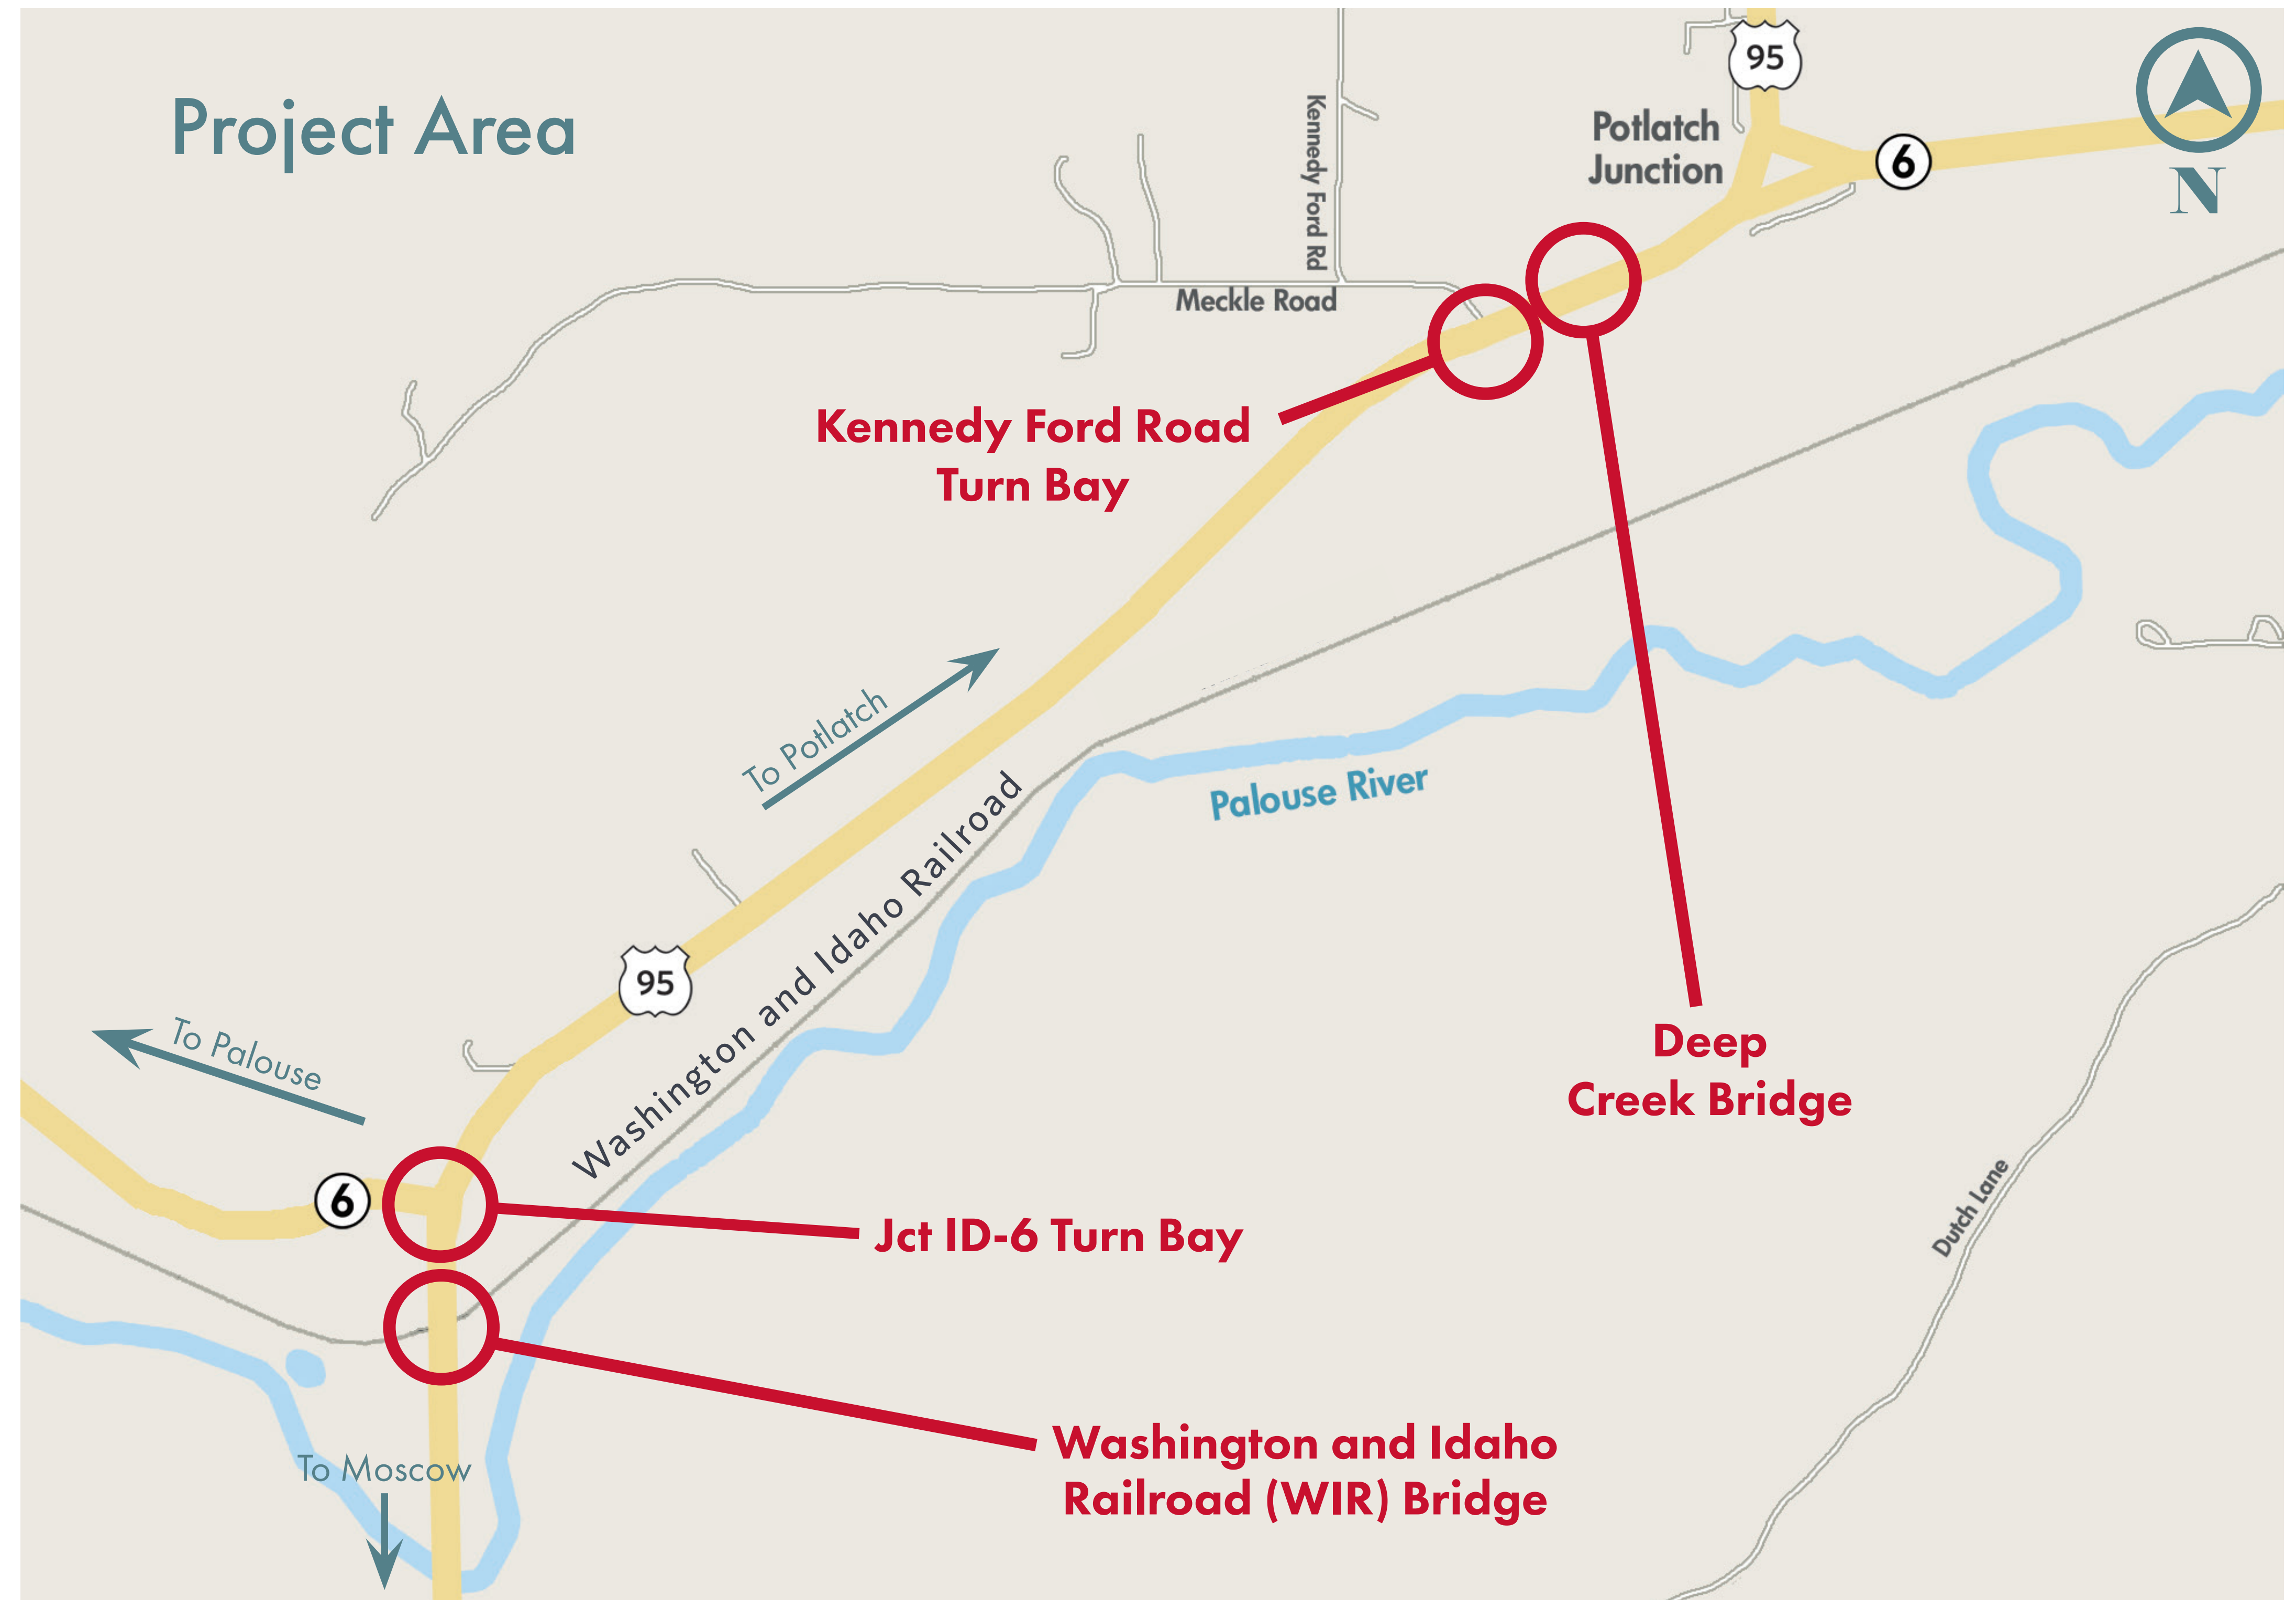 Project Area
95
Potlatch
Junction
6
N
Kennedy Ford Rd
Meckle Road
Kennedy Ford Road
Turn Bay
To Potlatch
Palouse River
Washington and Idaho Railroad
95
To Palouse
Deep
Creek Bridge
6
Jct ID-6 Turn Bay
Dutch Lane
Washington and Idaho
Railroad (WIR) Bridge
To Moscow